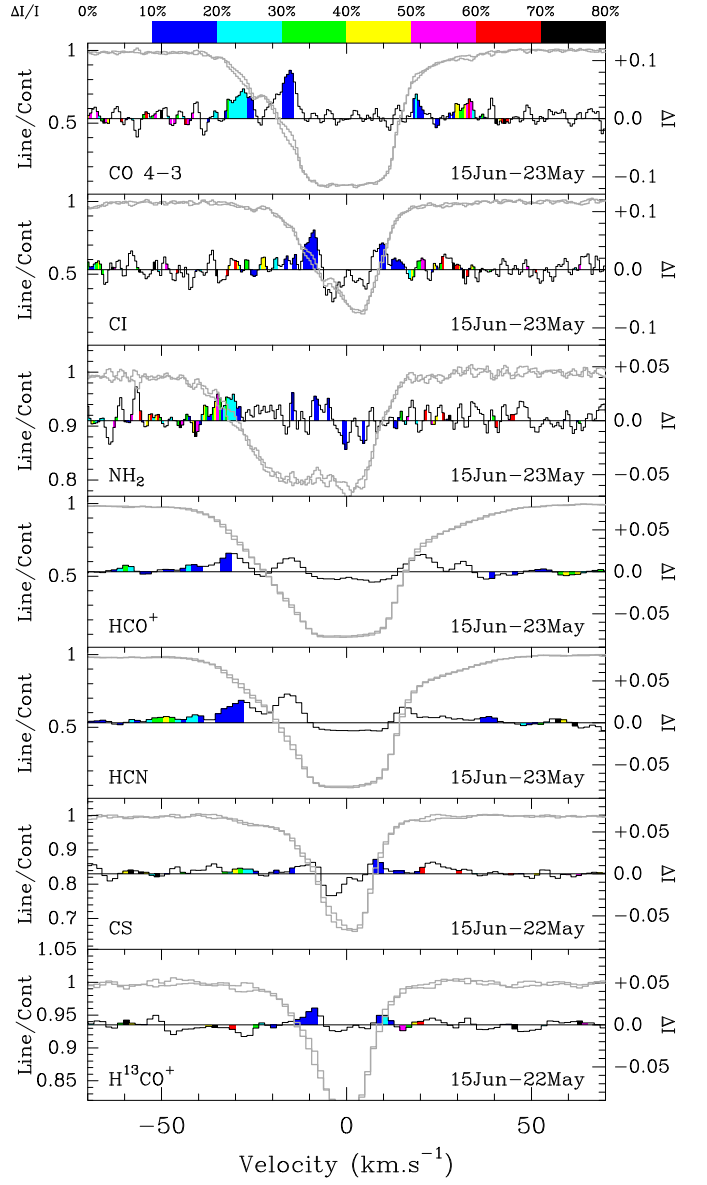 ΔI/I 0% 10% 20% 30% 40% 50% 60% 70% 80%
1 +0.1
Line/Cont 0.5 0.0 ΔI
CO 4−3 15Jun−23May −0.1
1 +0.1
Line/Cont 0.5 0.0 ΔI
CI 15Jun−23May −0.1
1 +0.05
Line/Cont 0.9 0.0 ΔI
0.8 NH₂ 15Jun−23May −0.05
1 +0.05
Line/Cont 0.5 0.0 ΔI
HCO⁺ 15Jun−23May −0.05
1 +0.05
Line/Cont 0.5 0.0 ΔI
HCN 15Jun−23May −0.05
1 +0.05
Line/Cont 0.9 0.0 ΔI
0.8
0.7 CS 15Jun−22May −0.05
1.05
1 +0.05
Line/Cont 0.95 0.0 ΔI
0.9
0.85 H¹³CO⁺ 15Jun−22May −0.05
−50 0 50
Velocity (km.s⁻¹)